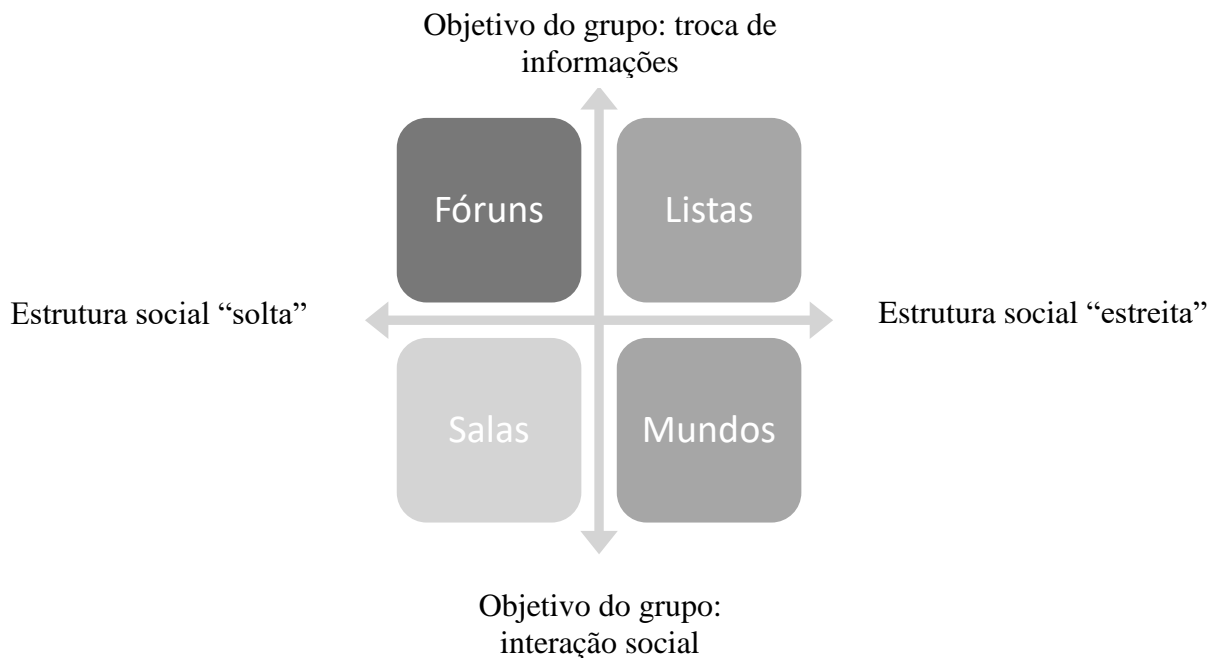 Objetivo do grupo: troca de
informações
Fóruns
Listas
Estrutura social “solta”
Estrutura social “estreita”
Salas
Mundos
Objetivo do grupo:
interação social